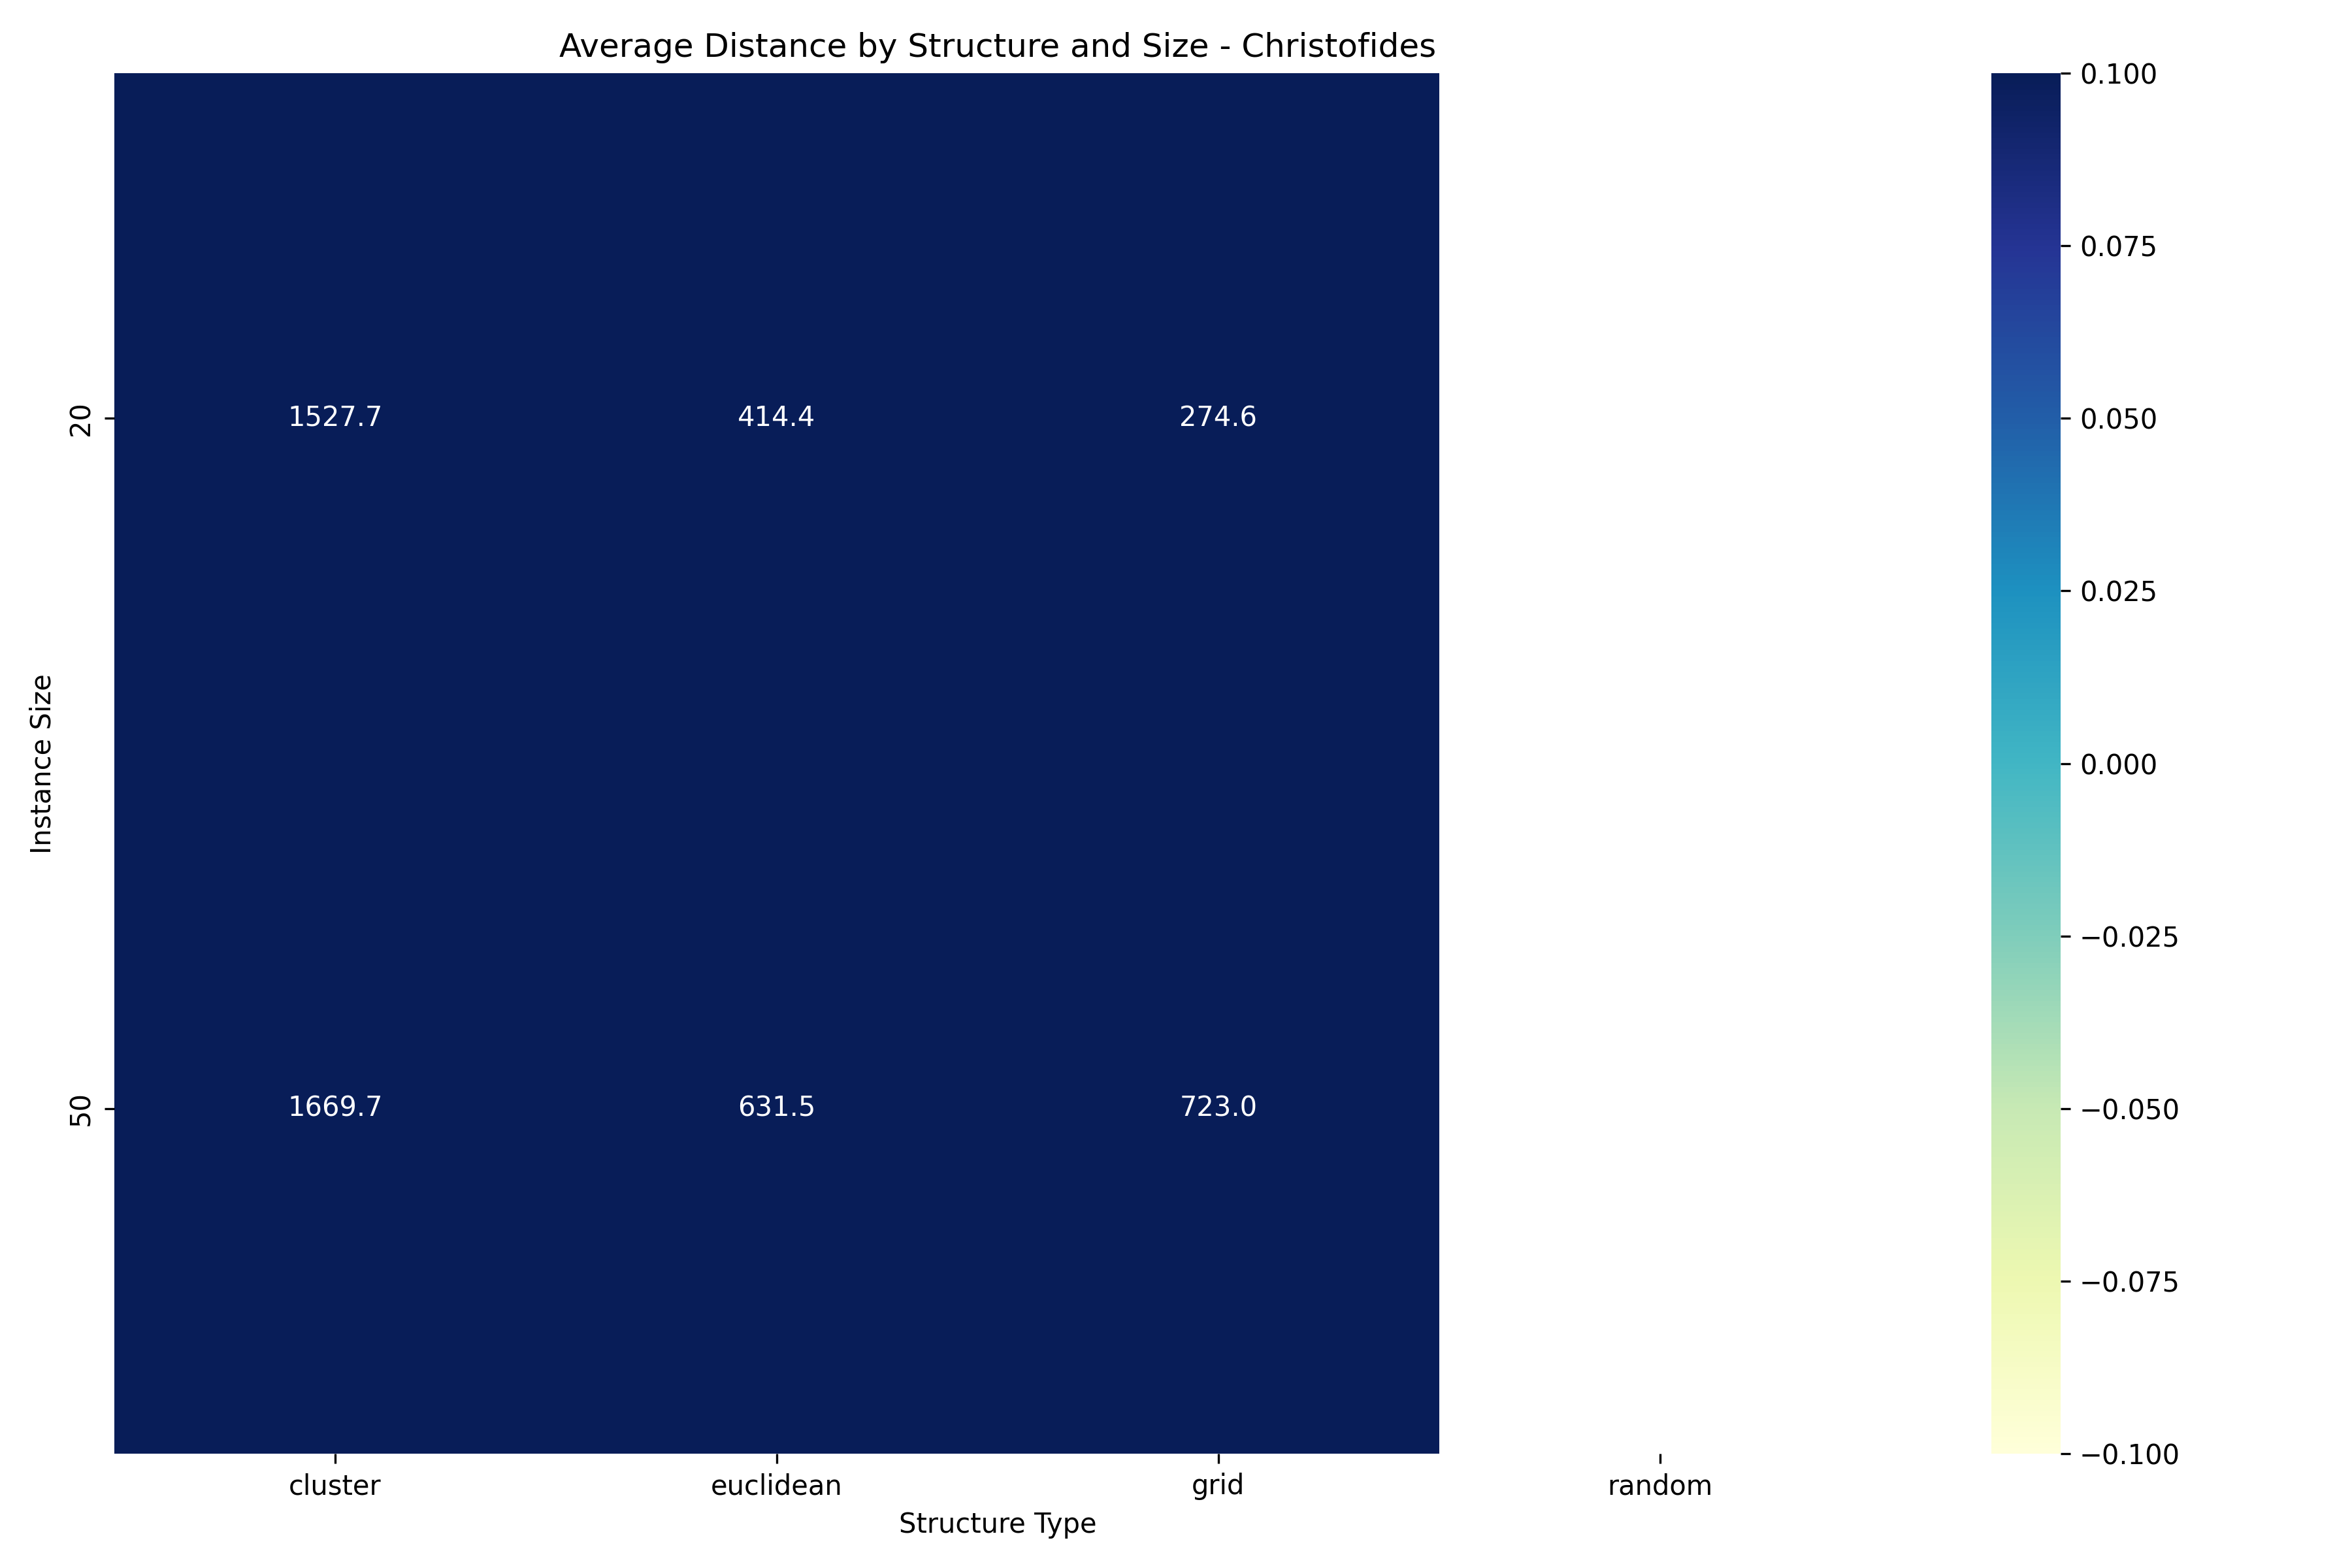 Average Distance by Structure and Size - Christofides
Instance Size
20
50
1527.7 414.4 274.6
1669.7 631.5 723.0
cluster euclidean grid random
Structure Type
0.100
0.075
0.050
0.025
0.000
−0.025
−0.050
−0.075
−0.100